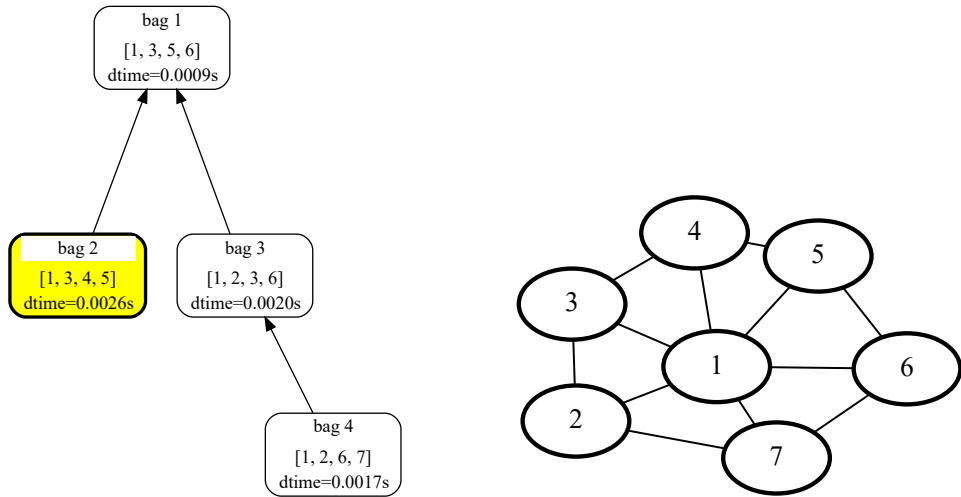 bag 1
[1, 3, 5, 6]
dtime=0.0009s
bag 2
[1, 3, 4, 5]
dtime=0.0026s
bag 3
[1, 2, 3, 6]
dtime=0.0020s
bag 4
[1, 2, 6, 7]
dtime=0.0017s
4
5
3
1
6
2
7